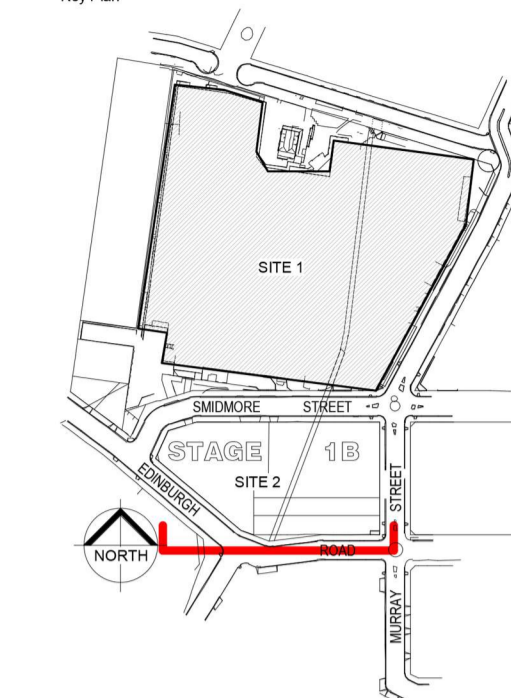 Key Plan
SITE 1
SMIDMORE STREET
STAGE 1B
SITE 2
EDINBURGH
ROAD
MURRAY STREET
NORTH